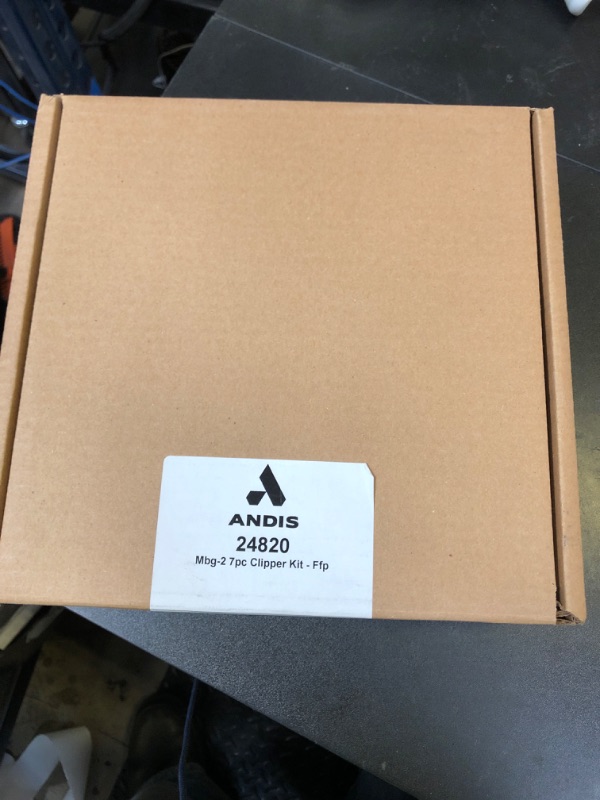 ANDIS
24820
Mbg-2 7pc Clipper Kit - Ffp